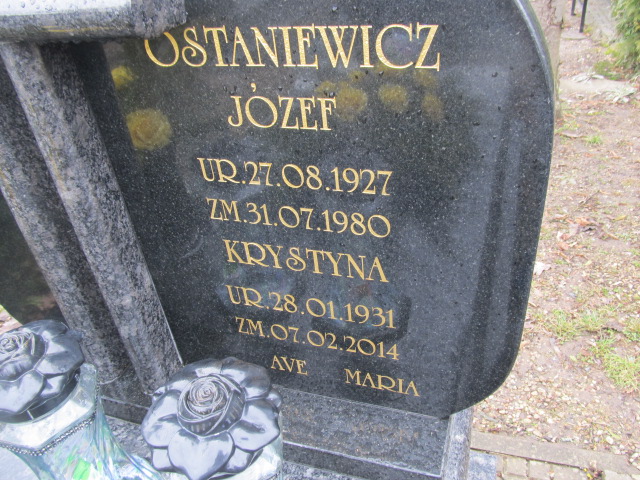 OSTANIEWICZ
JÓZEF
UR.27.08.1927
ZM.31.07.1980
KRYSTYNA
UR.28.01.1931
ZM.07.02.2014
AVE MARIA